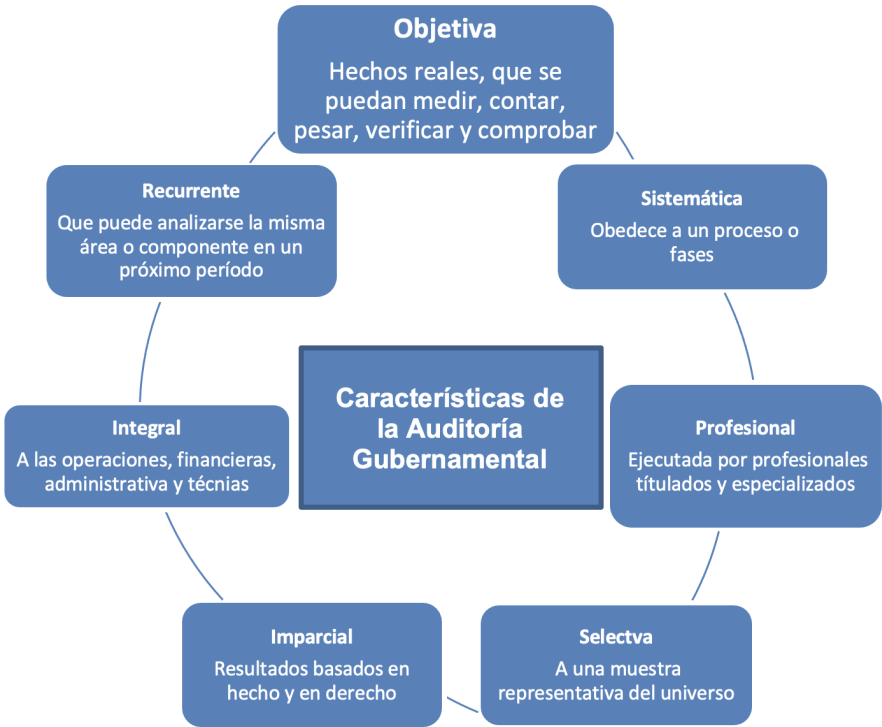 Objetiva
Hechos reales, que se
puedan medir, contar,
pesar, verificar y comprobar
Sistemática
Obedece a un proceso o
fases
Profesional
Ejecutada por profesionales
títulados y especializados
Selectva
A una muestra
representativa del universo
Imparcial
Resultados basados en
hecho y en derecho
Integral
A las operaciones, financieras,
administrativa y técnias
Recurrente
Que puede analizarse la misma
área o componente en un
próximo período
Características de
la Auditoría
Gubernamental